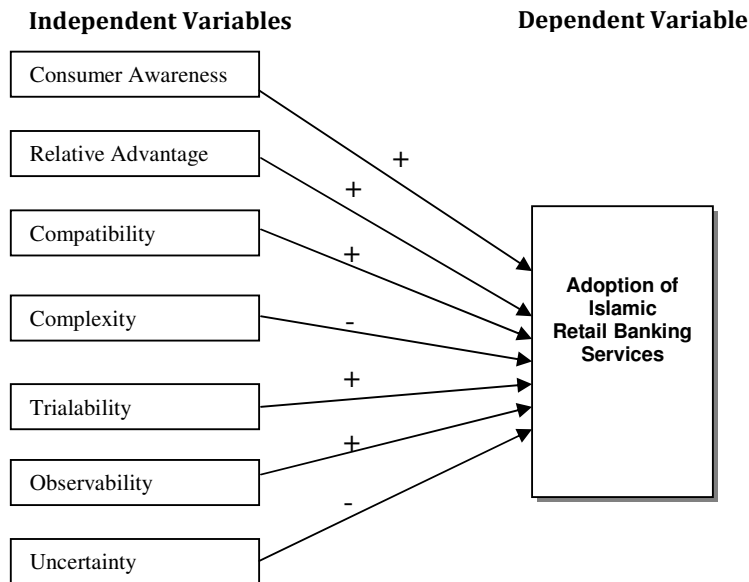 Independent Variables
Dependent Variable
Consumer Awareness
Relative Advantage
Compatibility
Complexity
Trialability
Observability
Uncertainty
+
+
+
-
+
+
-
Adoption of
Islamic
Retail Banking
Services